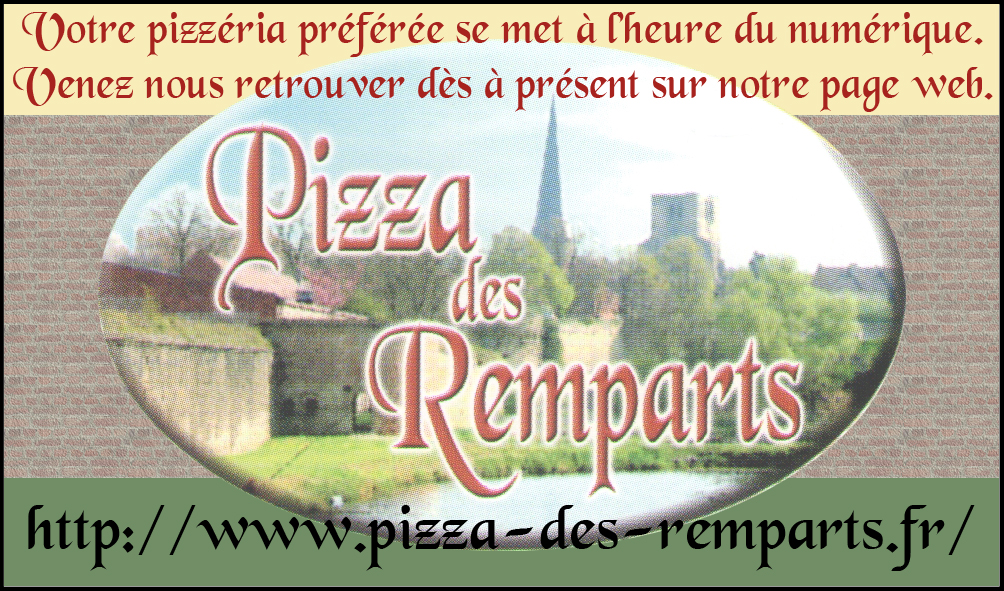 Votre pizzéria préférée se met à l'heure du numérique.
Venez nous retrouver dès à présent sur notre page web.
Pizza
des
Remparts
http://www.pizza-des-remparts.fr/